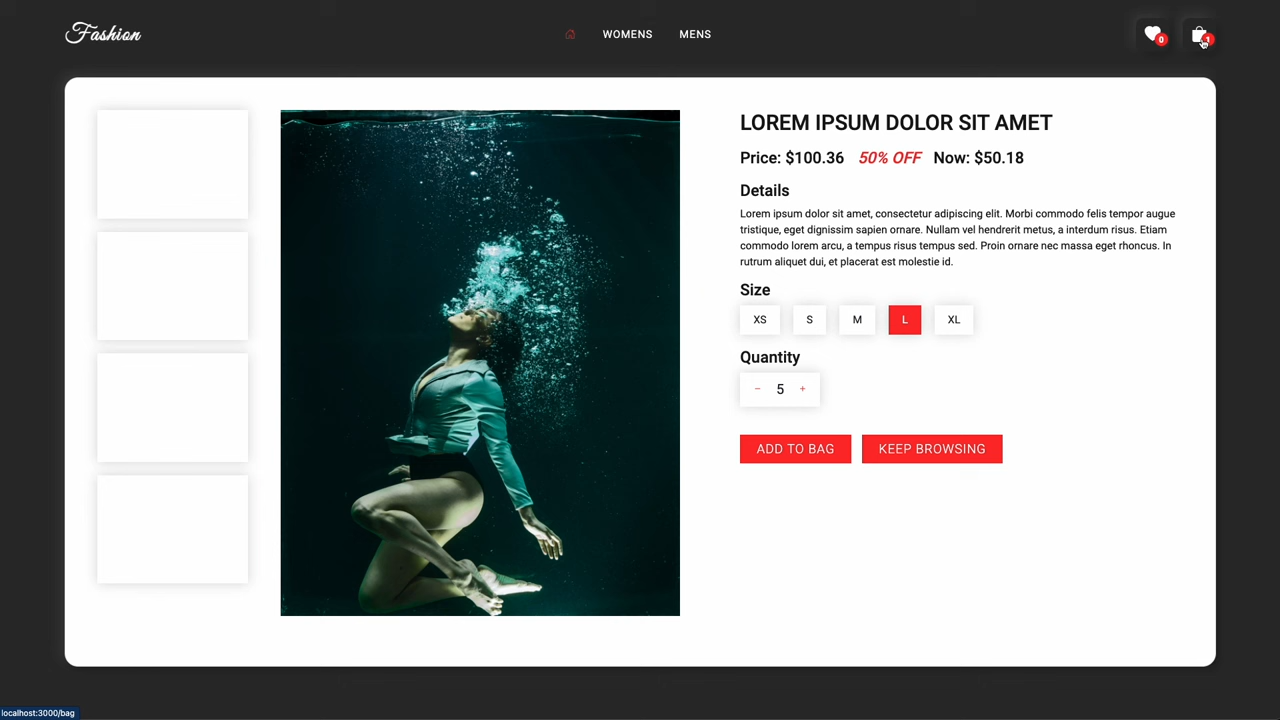 Fashion
WOMENS
MENS
0
1
LOREM IPSUM DOLOR SIT AMET
Price: $100.36 50% OFF Now: $50.18
Details
Lorem ipsum dolor sit amet, consectetur adipiscing elit. Morbi commodo felis tempor augue
tristique, eget dignissim sapien ornare. Nullam vel hendrerit metus, a interdum risus. Etiam
commodo lorem arcu, a tempus risus tempus sed. Proin ornare nec massa eget rhoncus. In
rutrum aliquet dui, et placerat est molestie id.
Size
XS S M L XL
Quantity
− 5 +
ADD TO BAG KEEP BROWSING
localhost:3000/bag